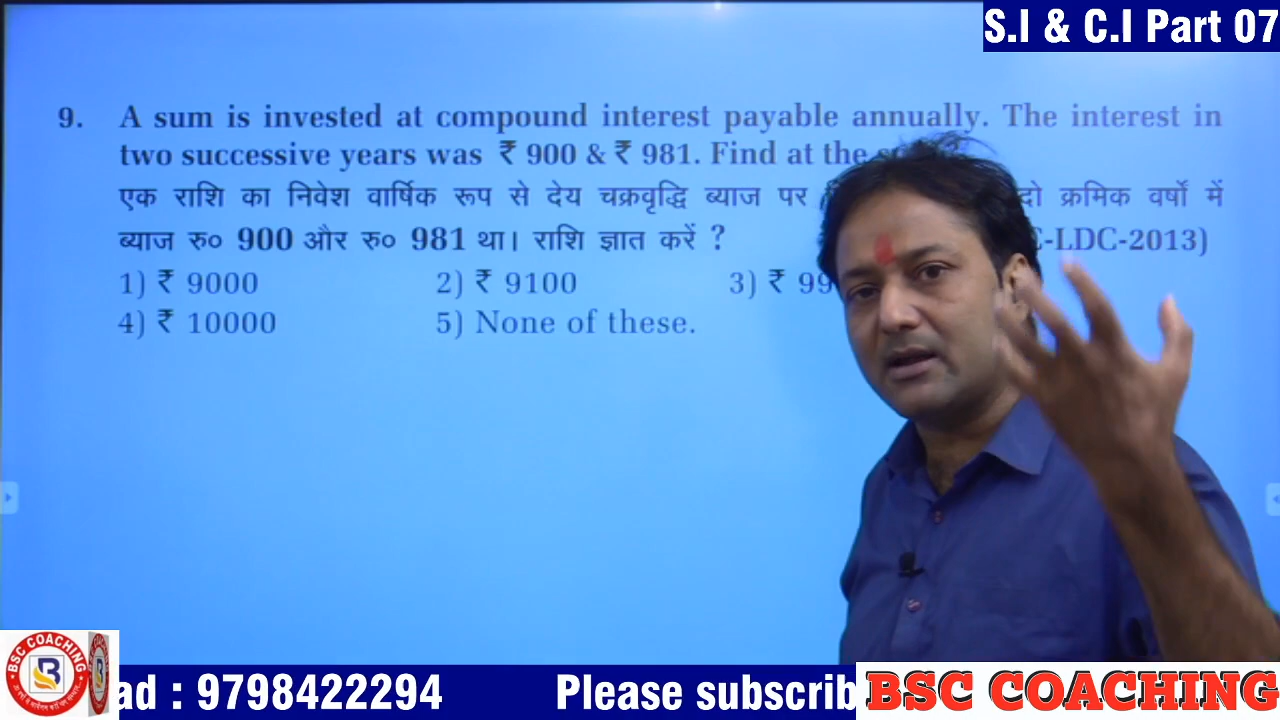 S.I & C.I Part 07
9. A sum is invested at compound interest payable annually. The interest in
two successive years was ₹ 900 & ₹ 981. Find at the
एक राशि का निवेश वार्षिक रूप से देय चक्रवृद्धि ब्याज पर दो क्रमिक वर्षों में
ब्याज रु० 900 और रु० 981 था। राशि ज्ञात करें ? -LDC-2013)
1) ₹ 9000 2) ₹ 9100 3) ₹ 99
4) ₹ 10000 5) None of these.
BSC COACHING
ad : 9798422294 Please subscrib BSC COACHING